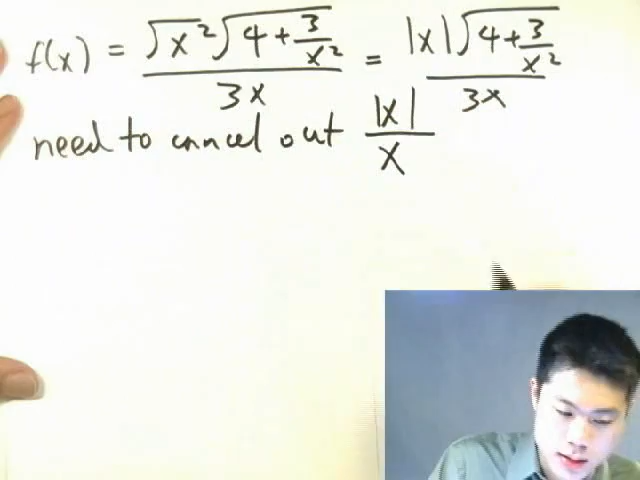 f(x) = √x² √(4 + 3/x²) / 3x = |x| √(4 + 3/x²) / 3x
need to cancel out |x| / x